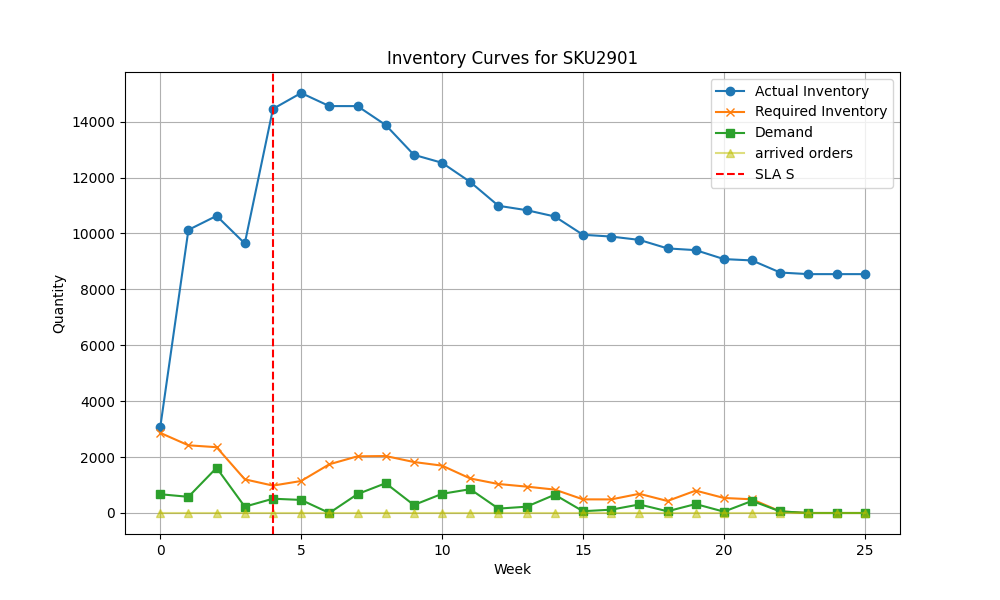 Inventory Curves for SKU2901
Actual Inventory
Required Inventory
Demand
arrived orders
SLA S
Quantity
14000
12000
10000
8000
6000
4000
2000
0
0 5 10 15 20 25
Week